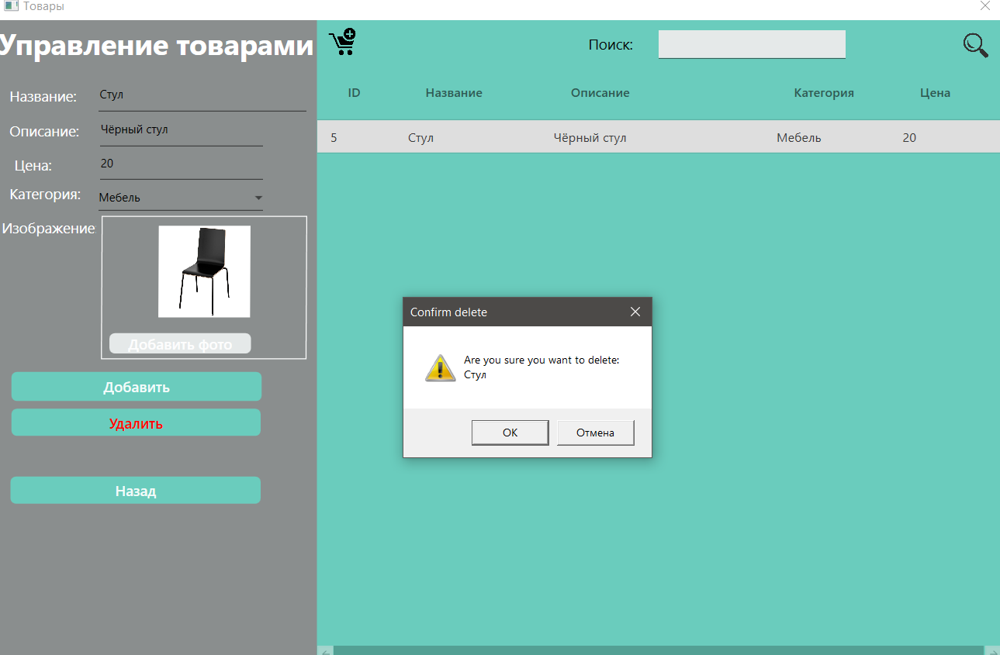 Товары
Управление товарами
Название: Стул
Описание: Чёрный стул
Цена: 20
Категория: Мебель
Изображение:
Добавить фото
Добавить
Удалить
Назад
Поиск:
ID Название Описание Категория Цена
5 Стул Чёрный стул Мебель 20
Confirm delete
Are you sure you want to delete:
Стул
OK Отмена